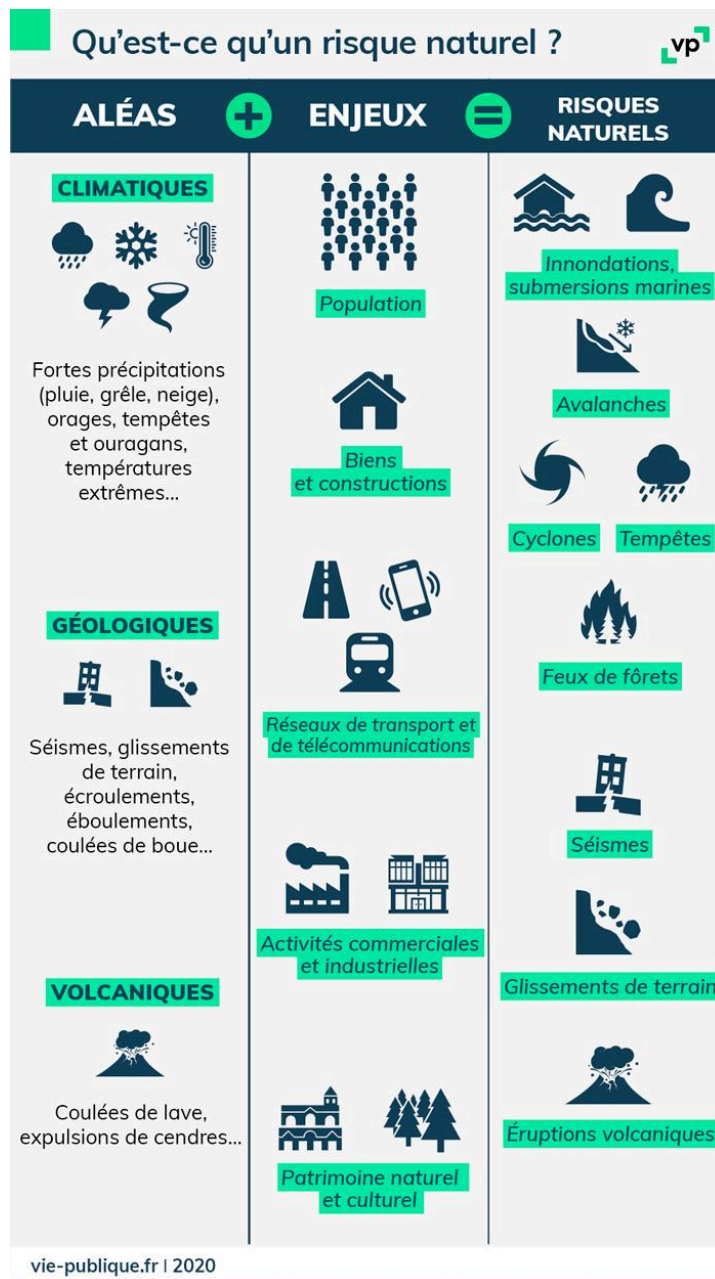 Qu'est-ce qu'un risque naturel ?
vp
ALÉAS
+
ENJEUX
=
RISQUES
NATURELS
CLIMATIQUES
Fortes précipitations
(pluie, grêle, neige),
orages, tempêtes
et ouragans,
températures
extrêmes...
GÉOLOGIQUES
Séismes, glissements
de terrain,
écroulements,
éboulements,
coulées de boue...
VOLCANIQUES
Coulées de lave,
expulsions de cendres...
Population
Biens
et constructions
Réseaux de transport et
de télécommunications
Activités commerciales
et industrielles
Patrimoine naturel
et culturel
Innondations,
submersions marines
Avalanches
Cyclones
Tempêtes
Feux de fôrets
Séismes
Glissements de terrain
Éruptions volcaniques
vie-publique.fr | 2020